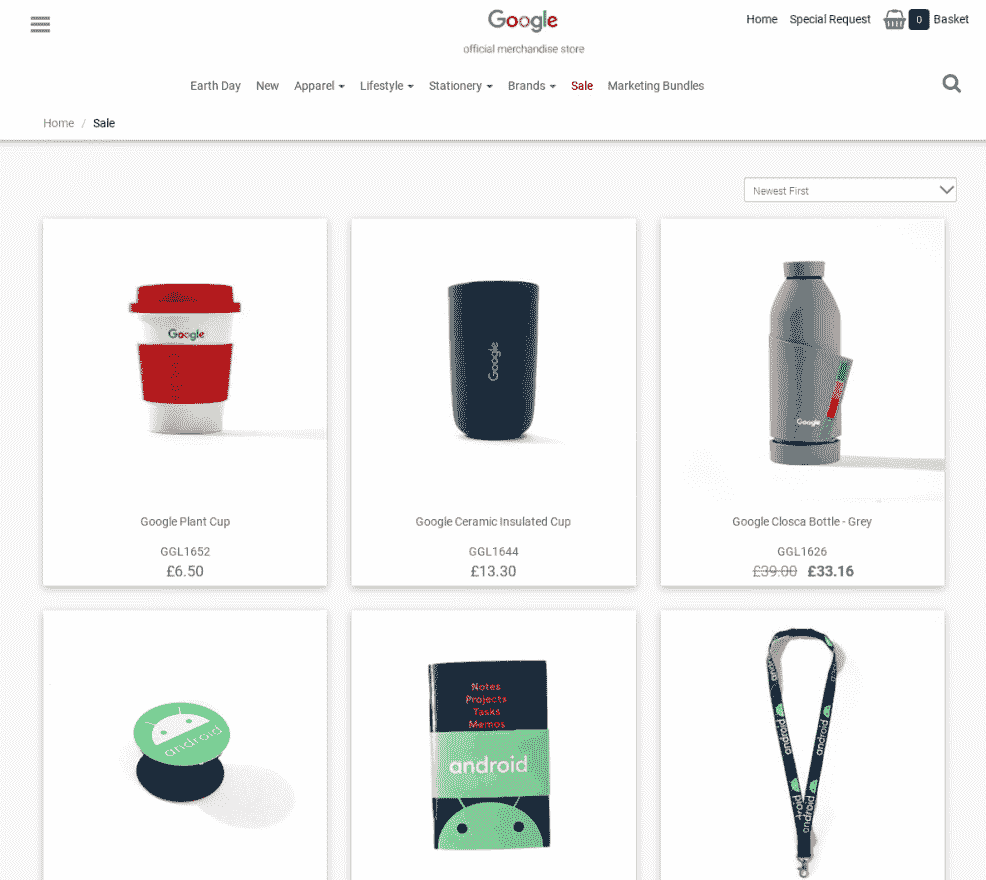 Google
official merchandise store
Home Special Request 0 Basket
Earth Day New Apparel Lifestyle Stationery Brands Sale Marketing Bundles
Home / Sale
Newest First
Google
Google
Google
Google Plant Cup
GGL1652
£6.50
Google Ceramic Insulated Cup
GGL1644
£13.30
Google Closca Bottle - Grey
GGL1626
£39.00 £33.16
android
Notes
Projects
Tasks
Memos
android
android
android
android
android